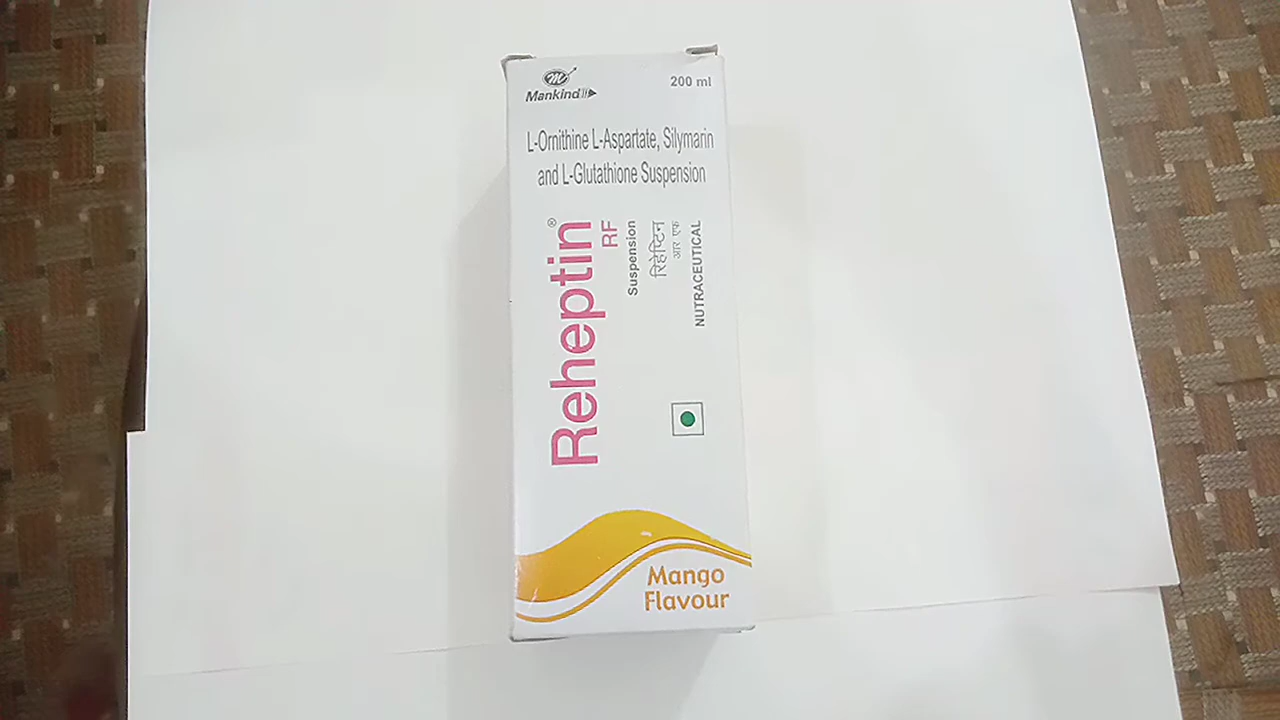 Mankind
200 ml
L-Ornithine L-Aspartate, Silymarin
and L-Glutathione Suspension
Reheptin®
RF
Suspension
रिहेप्टिन
आर एफ
NUTRACEUTICAL
Mango
Flavour